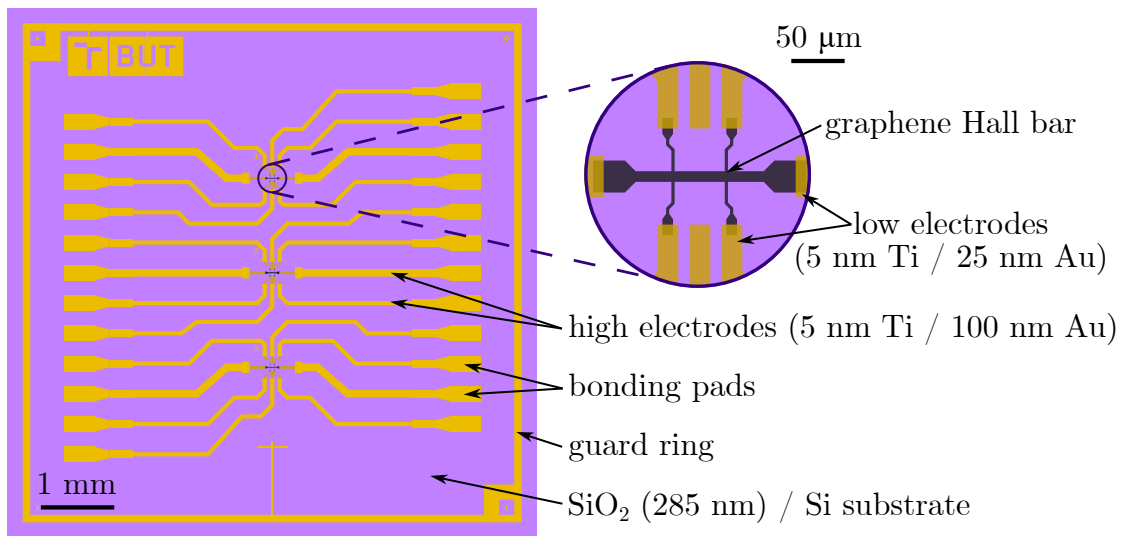 BUT
50 μm
graphene Hall bar
low electrodes
(5 nm Ti / 25 nm Au)
high electrodes (5 nm Ti / 100 nm Au)
bonding pads
guard ring
1 mm
SiO₂ (285 nm) / Si substrate